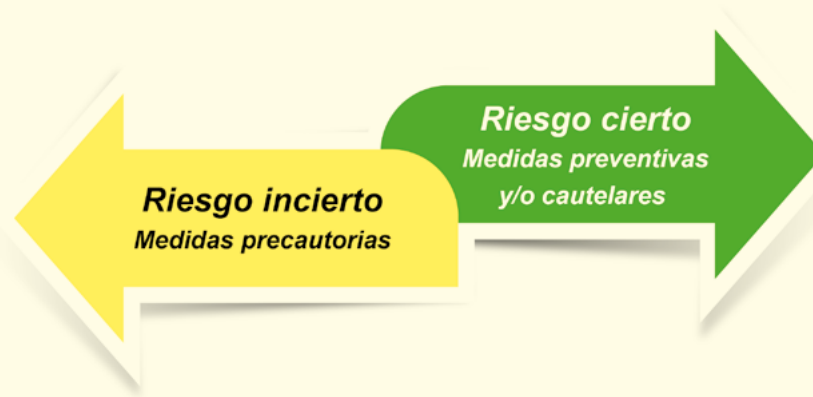 Riesgo cierto
Medidas preventivas
y/o cautelares
Riesgo incierto
Medidas precautorias